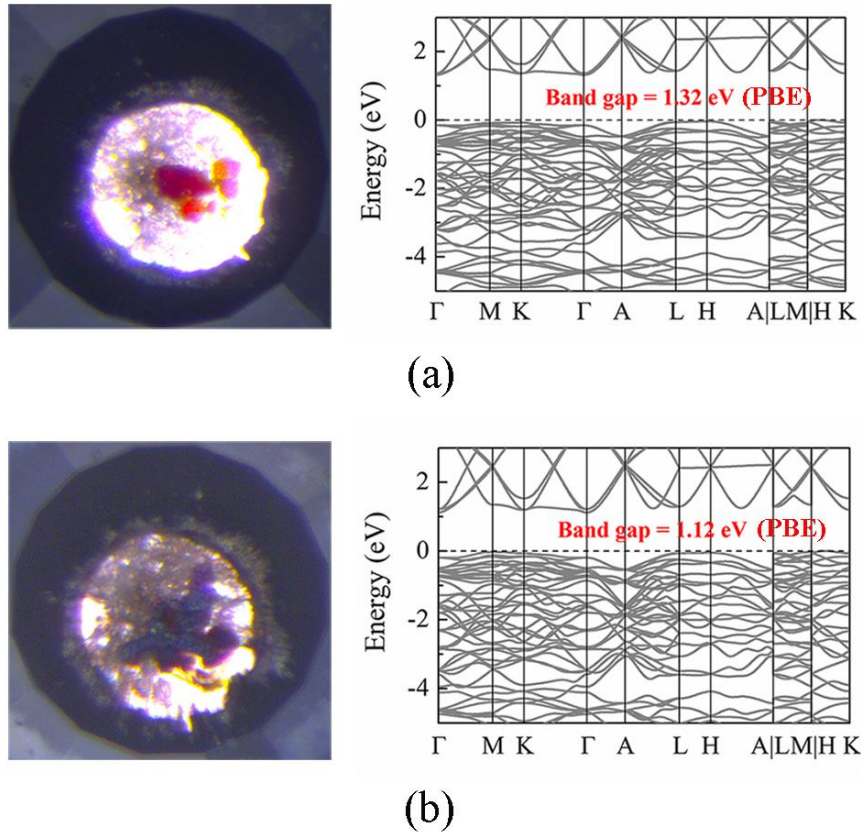 2
Band gap = 1.32 eV (PBE)
0
-2
-4
Energy (eV)
Γ M K Γ A L H A|LM|H K
(a)
2
Band gap = 1.12 eV (PBE)
0
-2
-4
Energy (eV)
Γ M K Γ A L H A|LM|H K
(b)